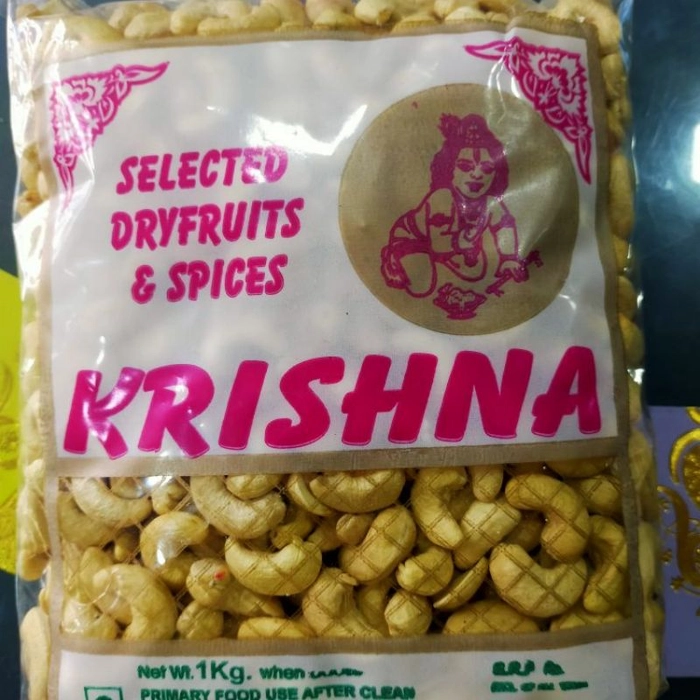 SELECTED
DRYFRUITS
& SPICES
KRISHNA
Net Wt. 1Kg. when
PRIMARY FOOD USE AFTER CLEAN